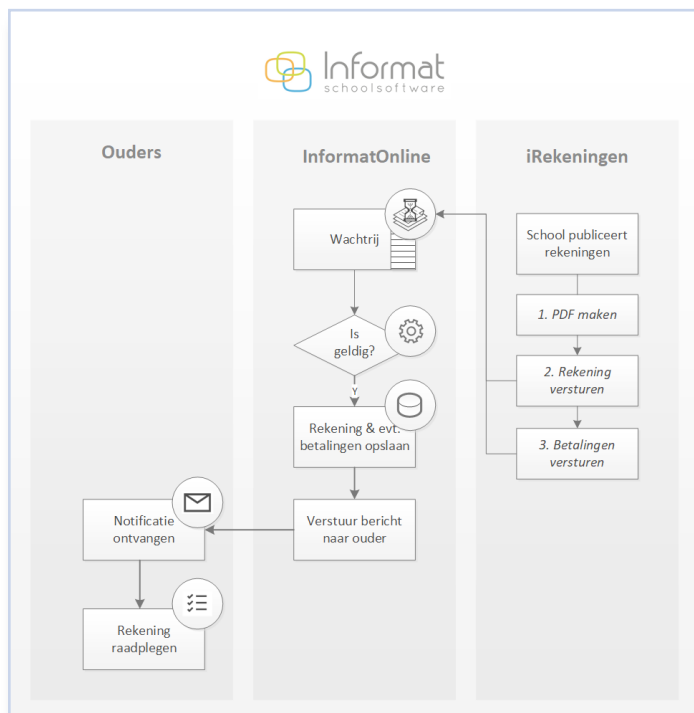 Informat
schoolsoftware
Ouders
InformatOnline
iRekeningen
Wachtrij
School publiceert
rekeningen
1. PDF maken
Is
geldig?
2. Rekening
versturen
Y
Rekening & evt.
betalingen opslaan
3. Betalingen
versturen
Notificatie
ontvangen
Verstuur bericht
naar ouder
Rekening
raadplegen